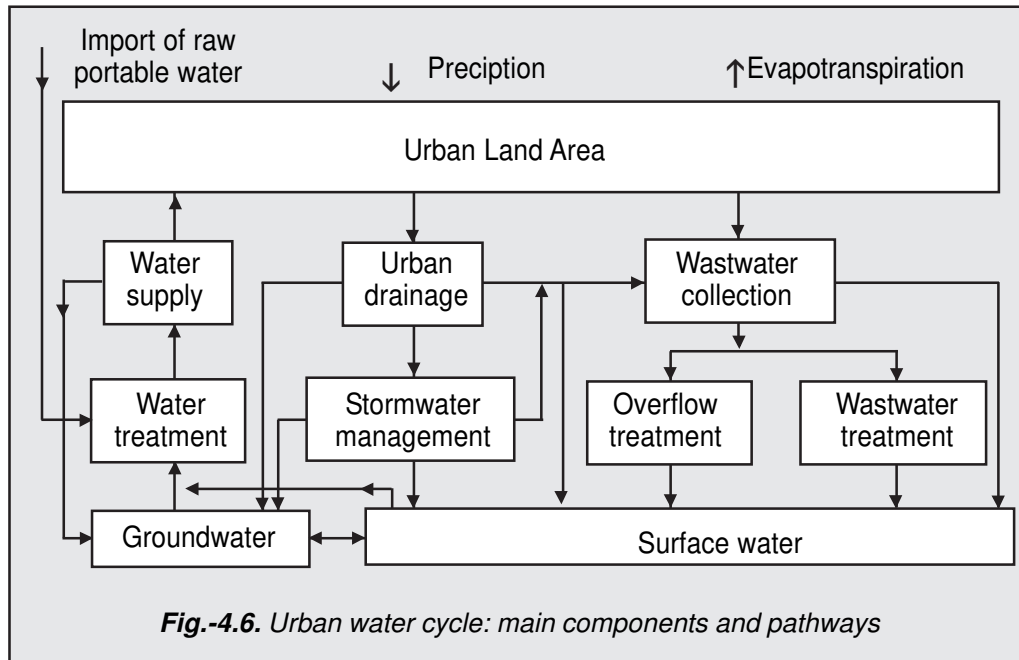 Import of raw
portable water
↓ Preciption
↑ Evapotranspiration
Urban Land Area
Water
supply
Urban
drainage
Wastwater
collection
Water
treatment
Stormwater
management
Overflow
treatment
Wastwater
treatment
Groundwater
Surface water
Fig.-4.6. Urban water cycle: main components and pathways